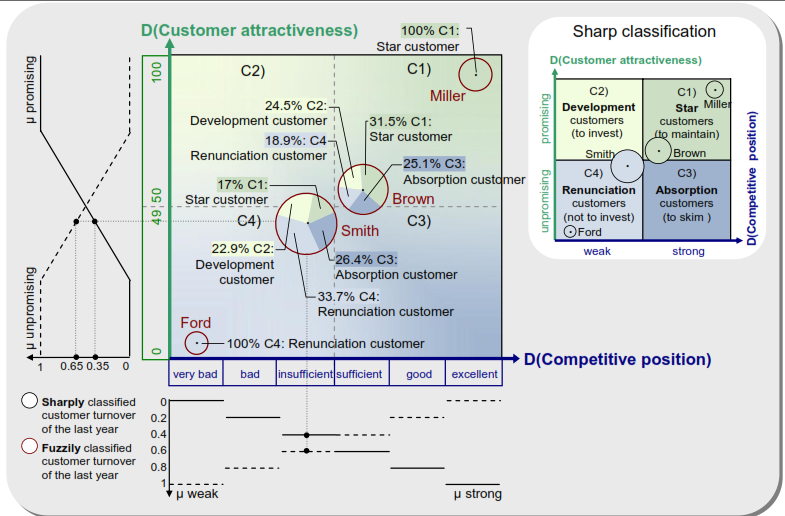 D(Customer attractiveness)
100% C1:
Star customer
C2)
C1)
Miller
24.5% C2:
Development customer
31.5% C1:
Star customer
18.9%: C4
Renunciation customer
25.1% C3:
Absorption customer
17% C1:
Star customer
Brown
C4)
Smith
C3)
22.9% C2:
Development
customer
26.4% C3:
Absorption customer
33.7% C4:
Renunciation customer
Ford
100% C4: Renunciation customer
100
50
49
0
µ promising
µ unpromising
1
0.65
0.35
0
D(Competitive position)
very bad
bad
insufficient
sufficient
good
excellent
0
0.2
0.4
0.6
0.8
1
µ weak
µ strong
Sharply classified
customer turnover
of the last year
Fuzzily classified
customer turnover
of the last year
Sharp classification
D(Customer attractiveness)
promising
unpromising
C2)
Development
customers
(to invest)
C1)
Star
customers
(to maintain)
Miller
Smith
Brown
C4)
Renunciation
customers
(not to invest)
Ford
C3)
Absorption
customers
(to skim )
weak
strong
D(Competitive position)